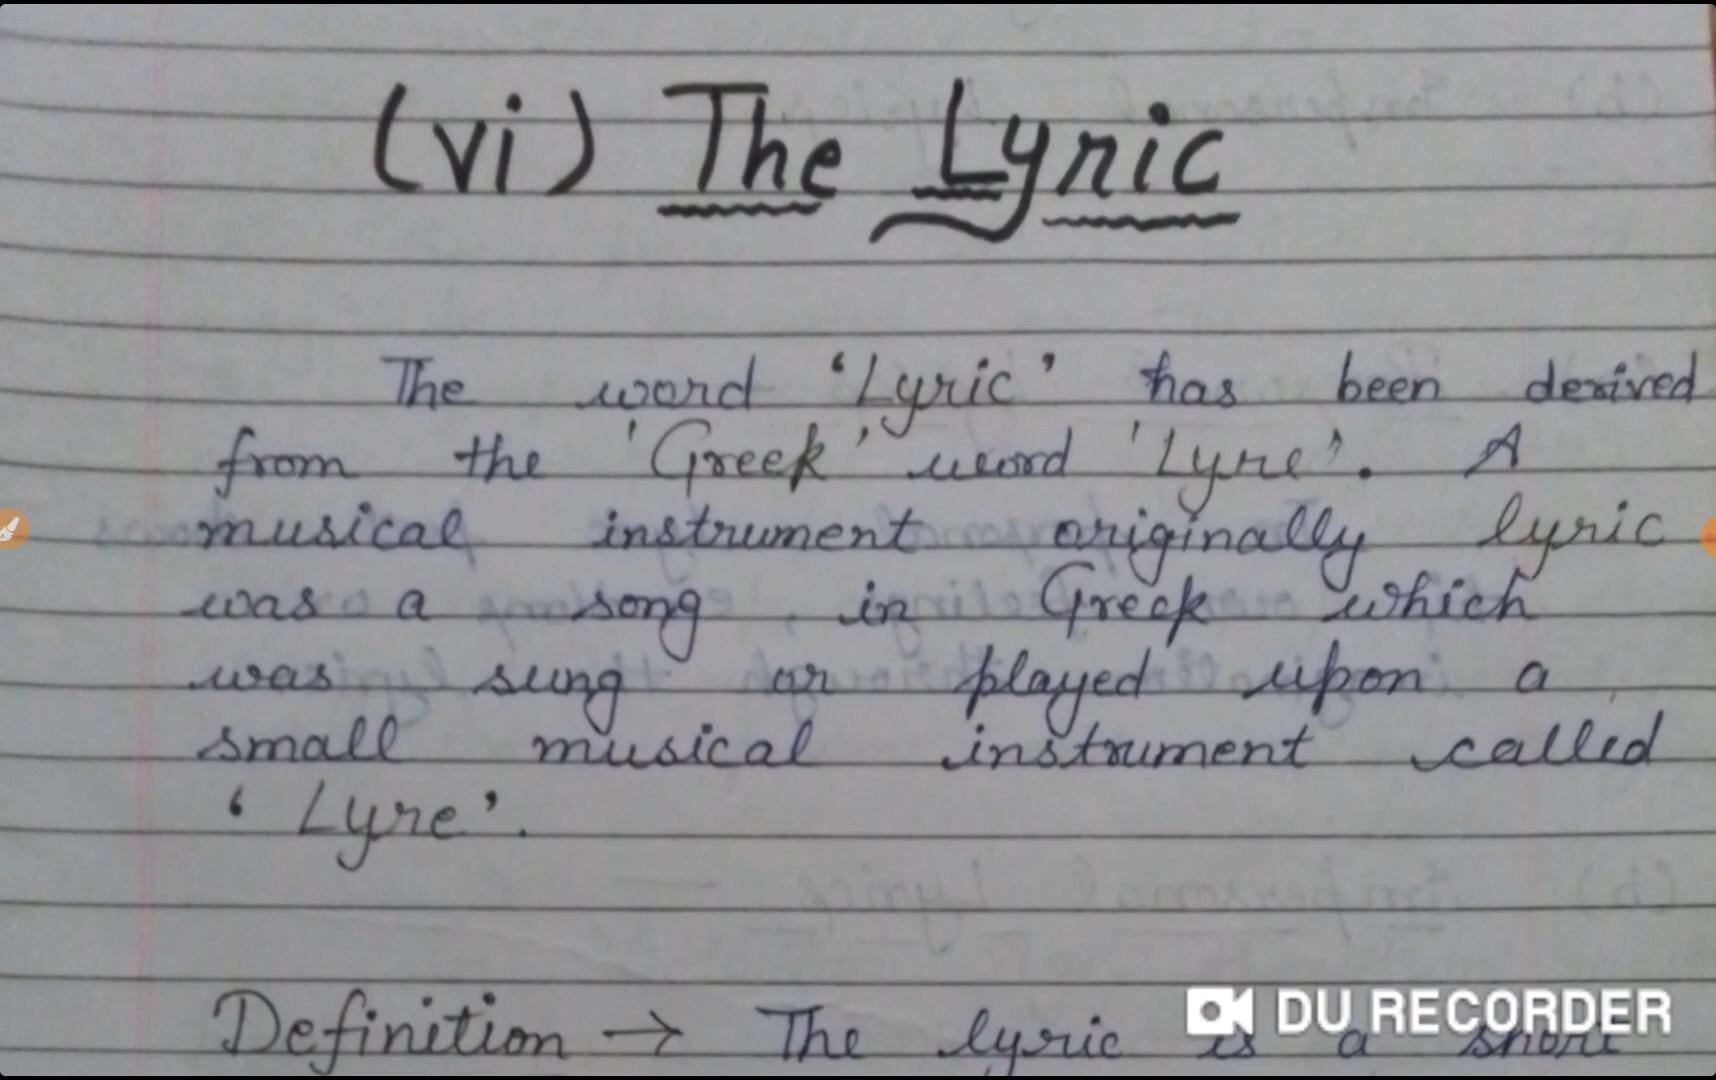 (vi) The Lyric
The word 'Lyric' has been derived
from the 'Greek' word 'Lyre'. A
musical instrument originally lyric
was a song, in Greek which
was sung or played upon a
small musical instrument called
'Lyre'.
Definition → The lyric is a short
DU RECORDER